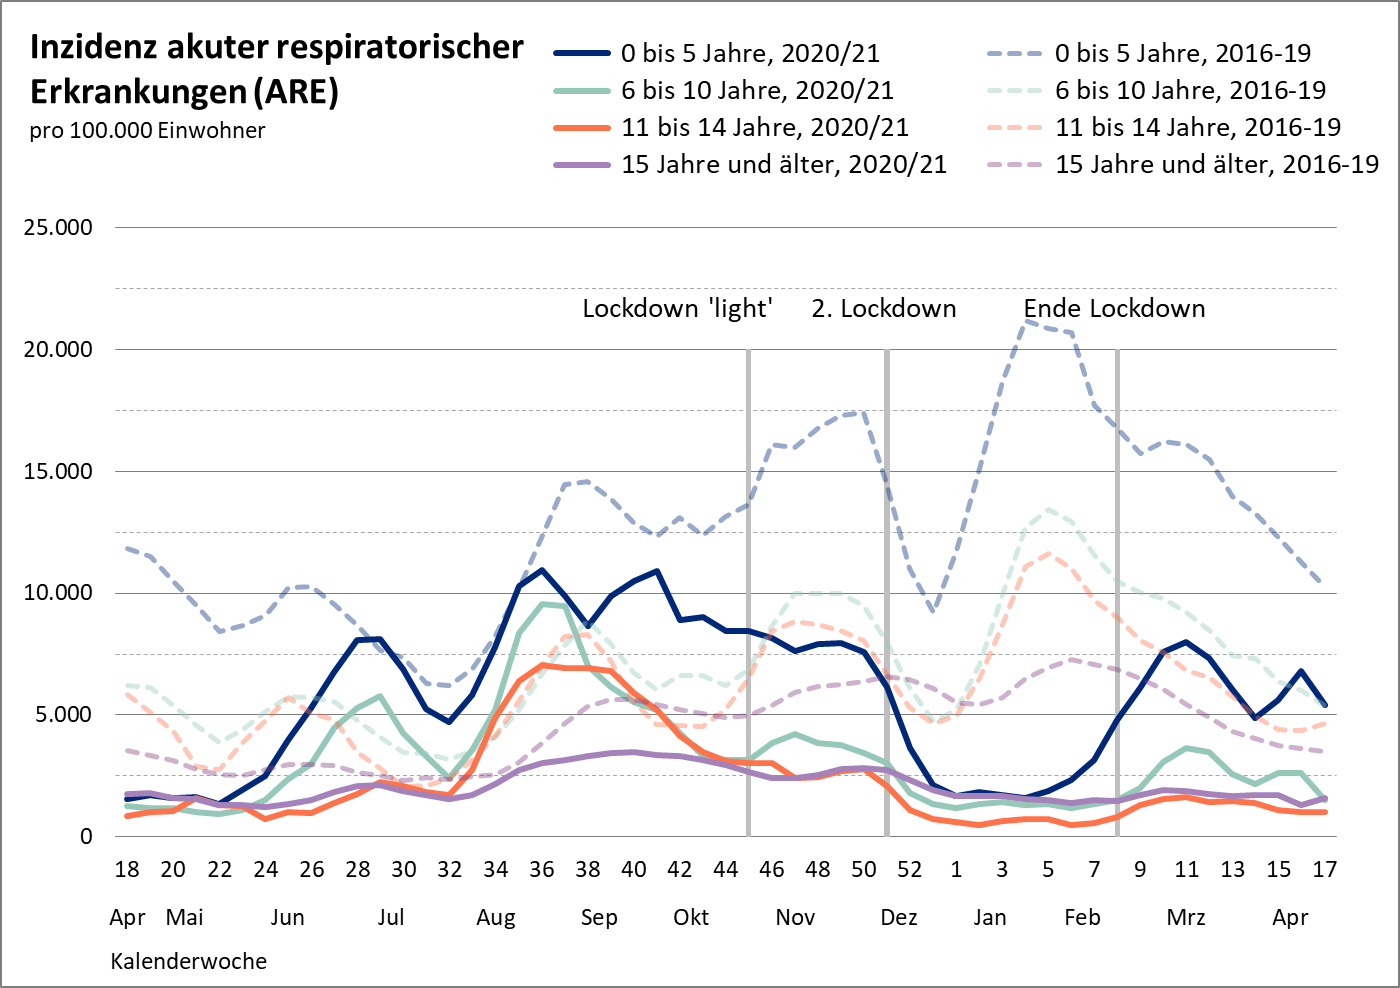 Inzidenz akuter respiratorischer
Erkrankungen (ARE)
pro 100.000 Einwohner
0 bis 5 Jahre, 2020/21
0 bis 5 Jahre, 2016-19
6 bis 10 Jahre, 2020/21
6 bis 10 Jahre, 2016-19
11 bis 14 Jahre, 2020/21
11 bis 14 Jahre, 2016-19
15 Jahre und älter, 2020/21
15 Jahre und älter, 2016-19
25.000
Lockdown 'light' 2. Lockdown Ende Lockdown
20.000
15.000
10.000
5.000
0
18 20 22 24 26 28 30 32 34 36 38 40 42 44 46 48 50 52 1 3 5 7 9 11 13 15 17
Apr Mai Jun Jul Aug Sep Okt Nov Dez Jan Feb Mrz Apr
Kalenderwoche